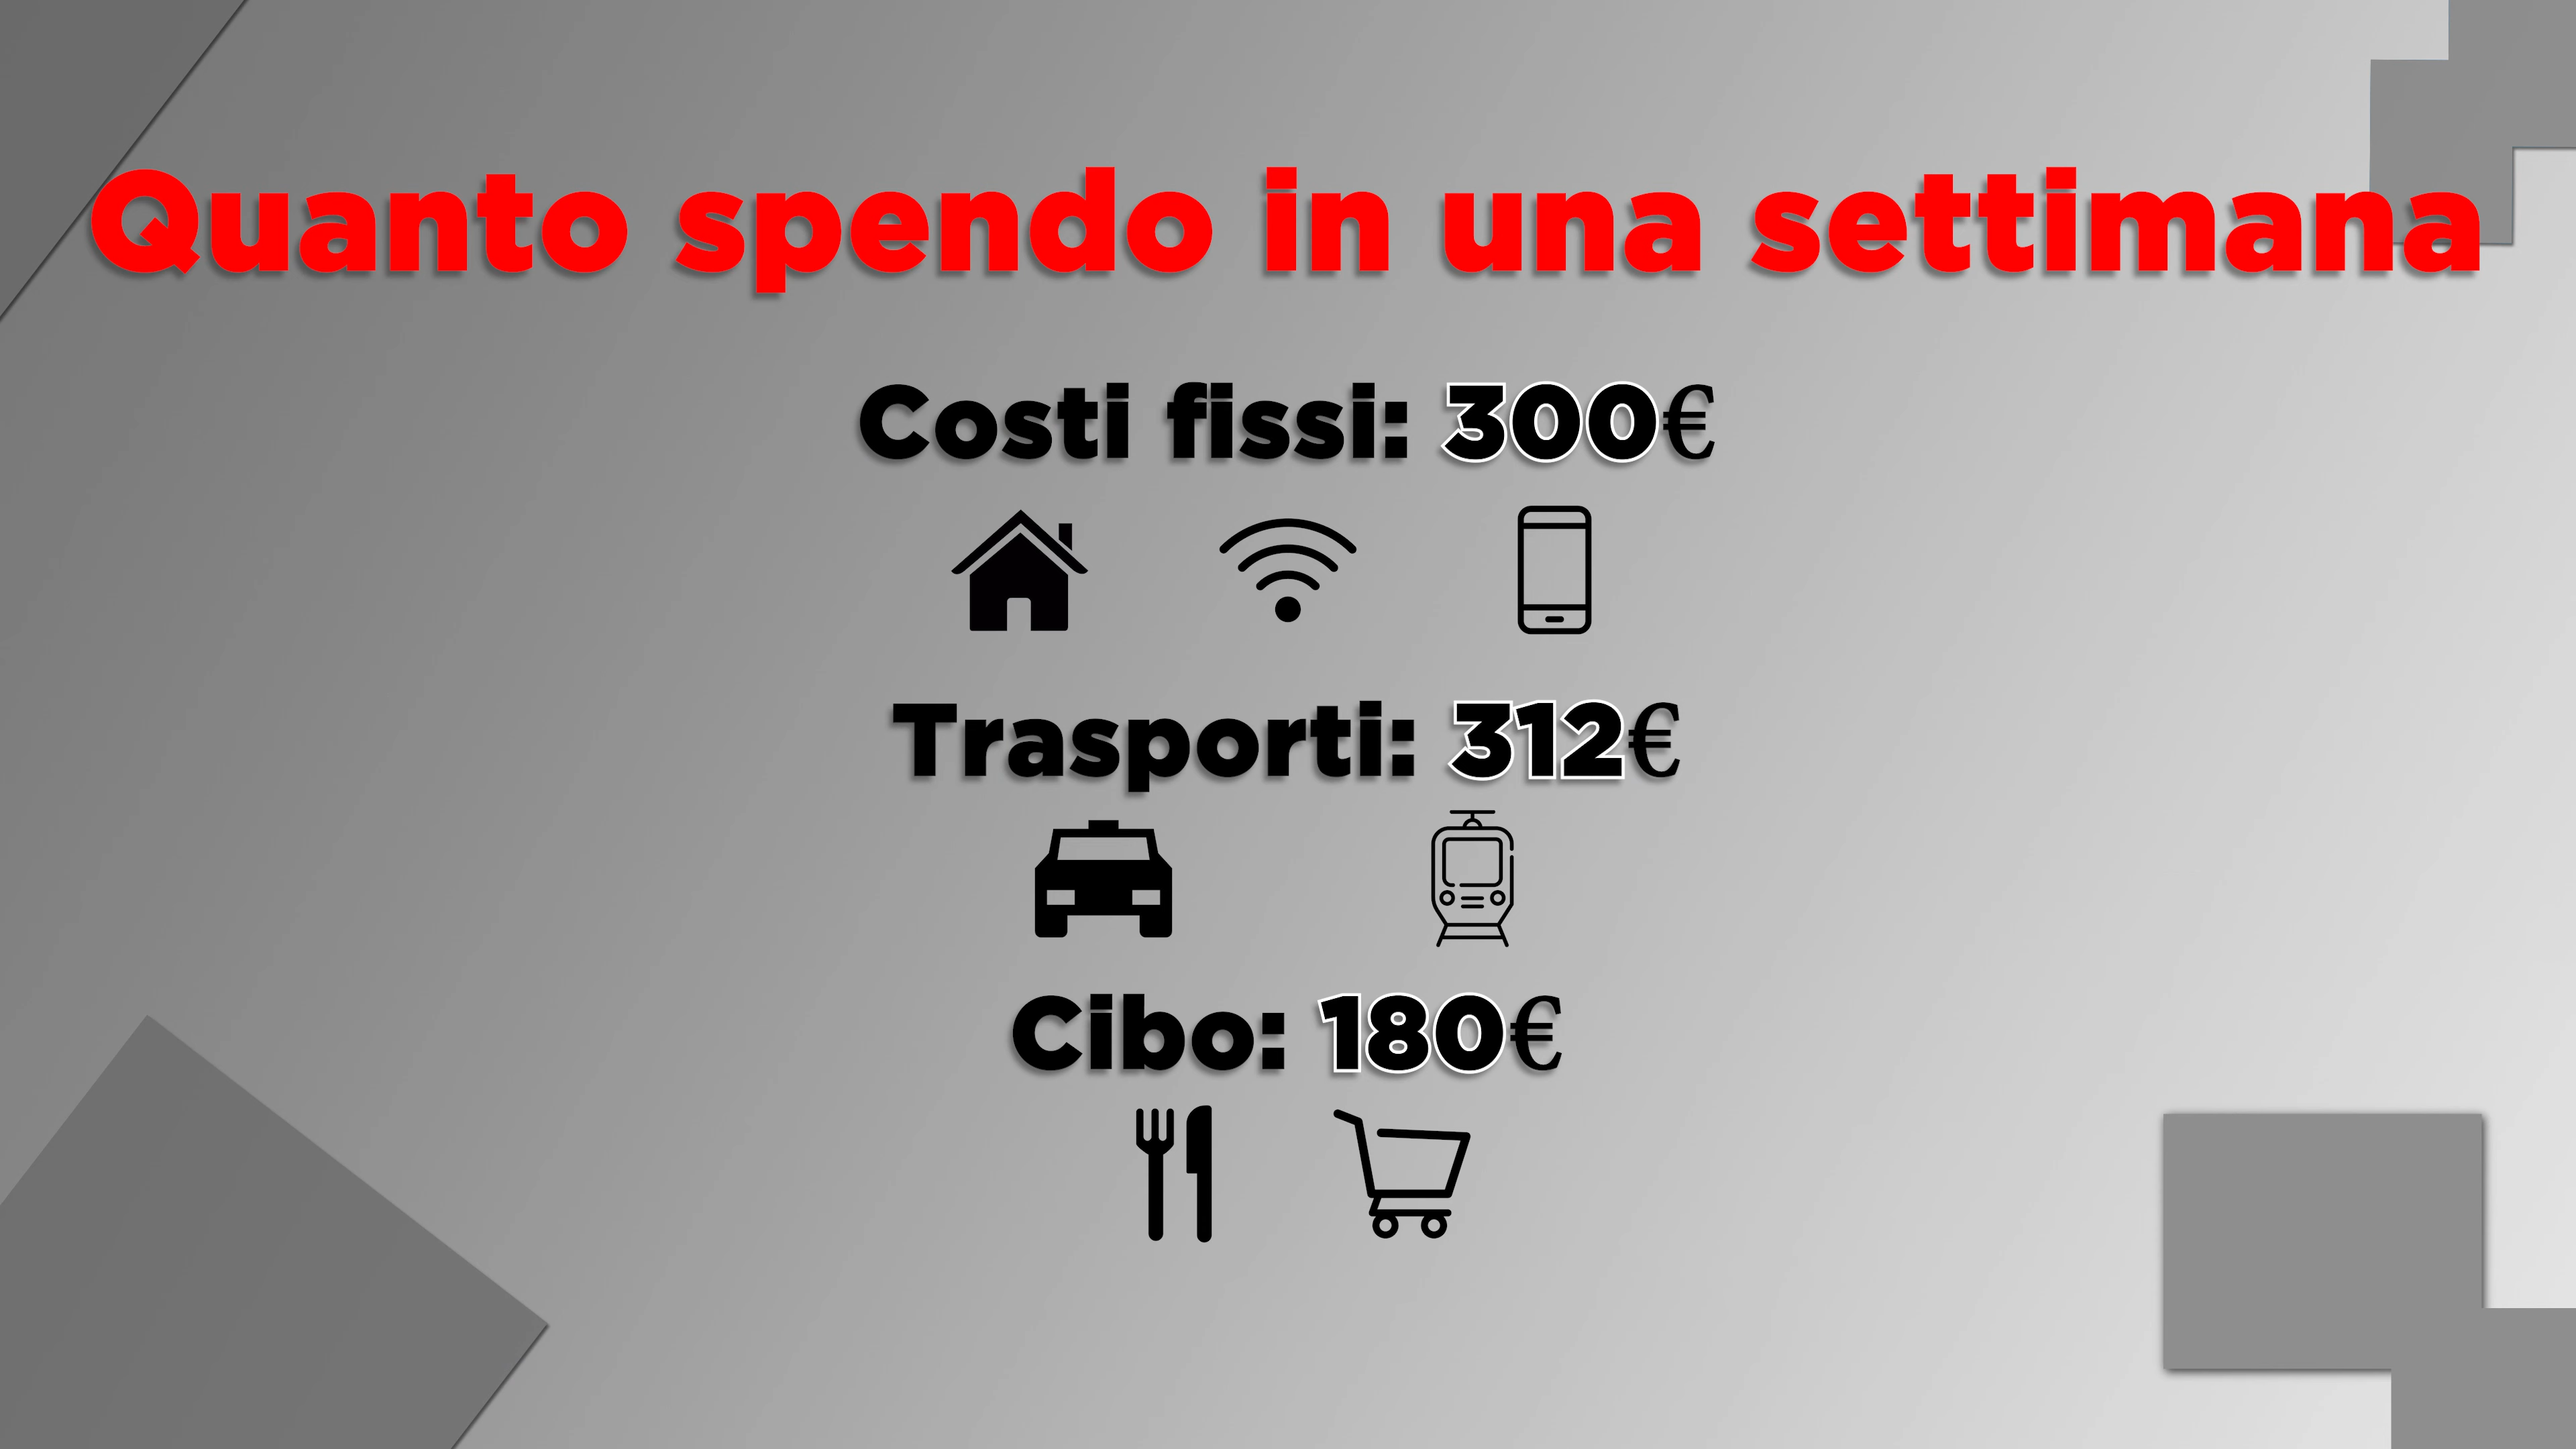 Quanto spendo in una settimana
Costi fissi: 300€
Trasporti: 312€
Cibo: 180€